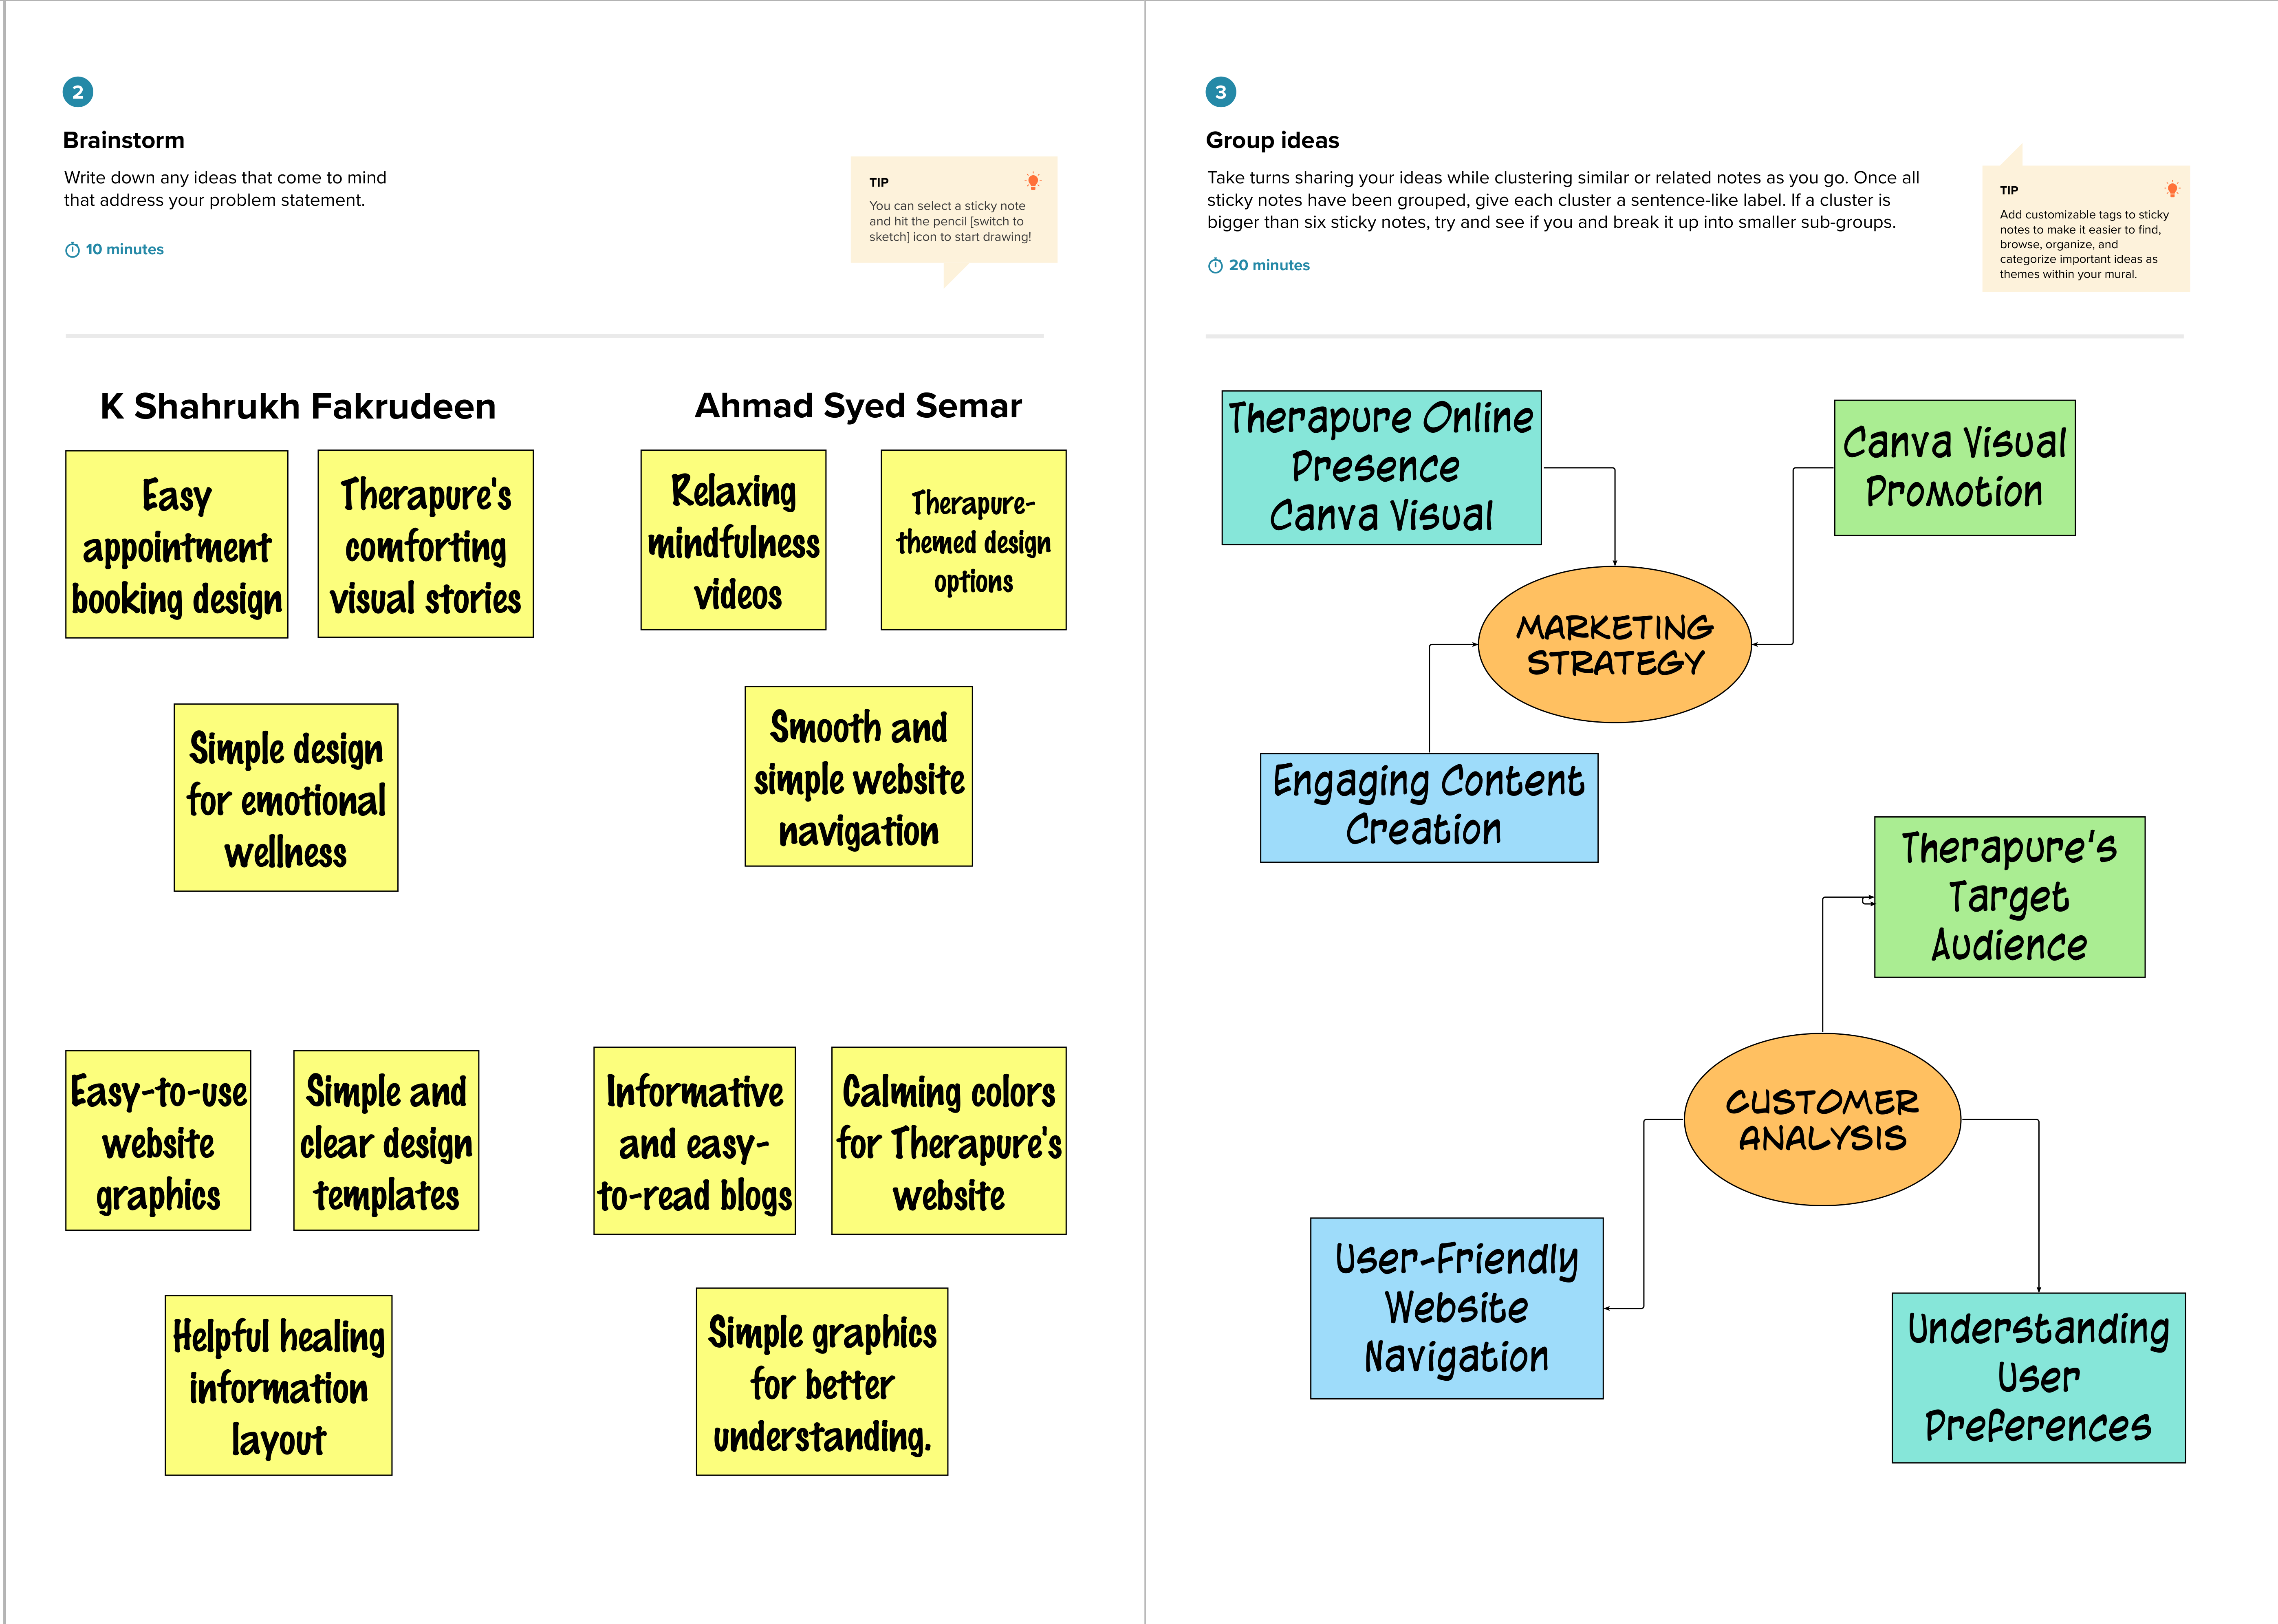 2
Brainstorm
Write down any ideas that come to mind
that address your problem statement.
10 minutes
TIP
You can select a sticky note
and hit the pencil [switch to
sketch] icon to start drawing!
K Shahrukh Fakrudeen
Easy
appointment
booking design
Therapure's
comforting
visual stories
Simple design
for emotional
wellness
Ahmad Syed Semar
Relaxing
mindfulness
videos
Therapure-
themed design
options
Smooth and
simple website
navigation
Easy-to-use
website
graphics
Simple and
clear design
templates
Helpful healing
information
layout
Informative
and easy-
to-read blogs
Calming colors
for Therapure's
website
Simple graphics
for better
understanding.
3
Group ideas
Take turns sharing your ideas while clustering similar or related notes as you go. Once all
sticky notes have been grouped, give each cluster a sentence-like label. If a cluster is
bigger than six sticky notes, try and see if you and break it up into smaller sub-groups.
20 minutes
TIP
Add customizable tags to sticky
notes to make it easier to find,
browse, organize, and
categorize important ideas as
themes within your mural.
Therapure Online
Presence
Canva Visual
Canva Visual
Promotion
MARKETING
STRATEGY
Engaging Content
Creation
Therapure's
Target
Audience
CUSTOMER
ANALYSIS
User-Friendly
Website
Navigation
Understanding
User
Preferences